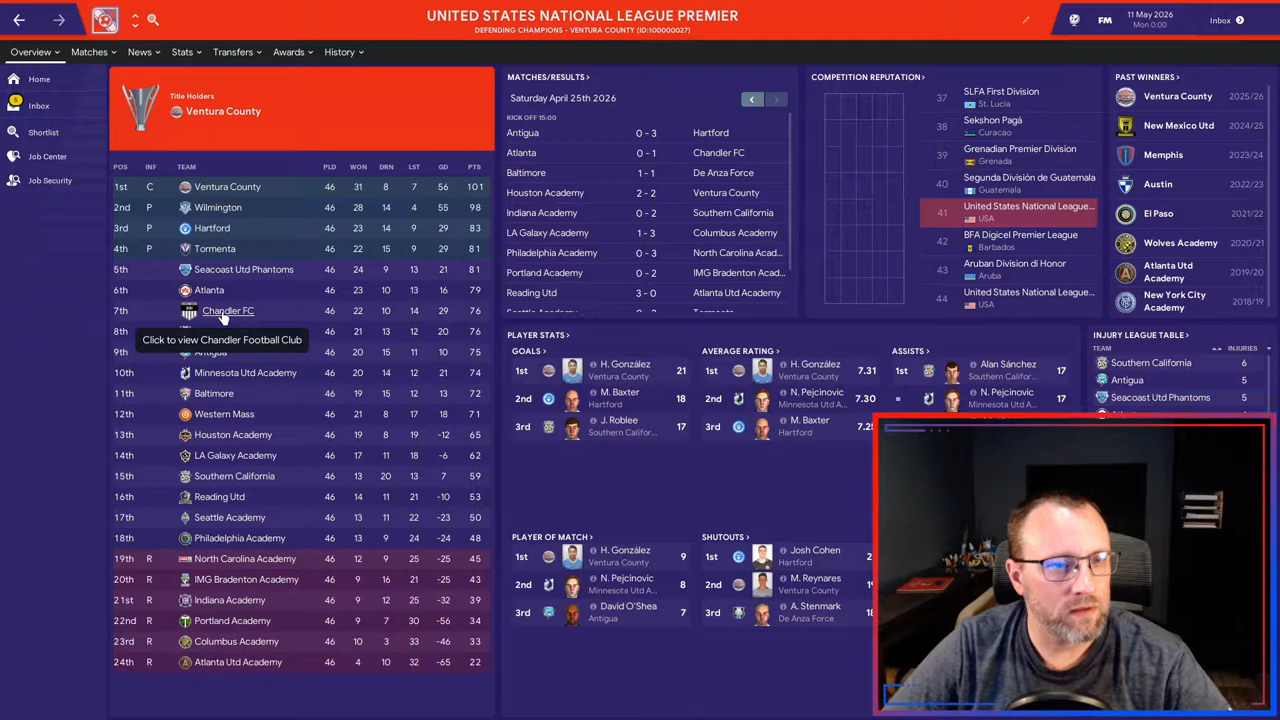 UNITED STATES NATIONAL LEAGUE PREMIER
DEFENDING CHAMPIONS - VENTURA COUNTY (ID:100000027)
FM
11 May 2026
Mon 0:00
Inbox
Overview Matches News Stats Transfers Awards History
Home
5
Inbox
Shortlist
Job Center
Job Security
Title Holders
Ventura County
POS INF TEAM PLD WON DRN LST GD PTS
1st C Ventura County 46 31 8 7 56 101
2nd P Wilmington 46 28 14 4 55 98
3rd P Hartford 46 23 14 9 29 83
4th P Tormenta 46 22 15 9 29 81
5th Seacoast Utd Phantoms 46 24 9 13 21 81
6th Atlanta 46 23 10 13 16 79
7th Chandler FC 46 22 10 14 29 76
8th 46 21 13 12 76
Click to view Chandler Football Club
9th Antigua 46 20 15 11 9 75
10th Minnesota Utd Academy 46 20 14 12 21 74
11th Baltimore 46 19 15 12 13 72
12th Western Mass 46 20 11 15 18 71
13th Houston Academy 46 19 8 19 -12 65
14th LA Galaxy Academy 46 17 11 18 -6 62
15th Southern California 46 13 20 13 7 59
16th Reading Utd 46 14 11 21 -10 53
17th Seattle Academy 46 13 11 22 -23 50
18th Philadelphia Academy 46 13 9 24 -24 48
19th R North Carolina Academy 46 12 9 25 -25 45
20th R IMG Bradenton Academy 46 9 16 21 -25 43
21st R Indiana Academy 46 9 12 25 -32 39
22nd R Portland Academy 46 9 7 30 -56 34
23rd R Columbus Academy 46 10 3 33 -46 33
24th R Atlanta Utd Academy 46 4 10 32 -65 22
MATCHES/RESULTS
Saturday April 25th 2026
KICK OFF 15:00
Antigua 0 - 3 Hartford
Atlanta 0 - 1 Chandler FC
Baltimore 1 - 1 De Anza Force
Houston Academy 2 - 2 Ventura County
Indiana Academy 0 - 2 Southern California
LA Galaxy Academy 1 - 3 Columbus Academy
Philadelphia Academy 0 - 3 North Carolina Acad...
Portland Academy 0 - 2 IMG Bradenton Acad...
Reading Utd 3 - 0 Atlanta Utd Academy
COMPETITION REPUTATION
37 SLFA First Division
St. Lucia
38 Sekshon Pagá
Curacao
39 Grenadian Premier Division
Grenada
40 Segunda División de Guatemala
Guatemala
41 United States National League...
USA
42 BFA Digicel Premier League
Barbados
43 Aruban Division di Honor
Aruba
44 United States National League...
USA
PAST WINNERS
Ventura County 2025/26
New Mexico Utd 2024/25
Memphis 2023/24
Austin 2022/23
El Paso 2021/22
Wolves Academy 2020/21
Atlanta Utd Academy 2019/20
New York City Academy 2018/19
PLAYER STATS
GOALS
1st H. González 21
Ventura County
2nd M. Baxter 18
Hartford
3rd J. Roblee 17
Southern Califor...
AVERAGE RATING
1st H. González 7.31
Ventura County
2nd N. Pejcinovic 7.30
Minnesota Utd A...
3rd M. Baxter 7.25
Hartford
ASSISTS
1st Alan Sánchez 17
Southern Califor...
= N. Pejcinovic 17
Minnesota Utd A...
INJURY LEAGUE TABLE
TEAM INJURIES
Southern California 6
Antigua 5
Seacoast Utd Phantoms 5
PLAYER OF MATCH
1st H. González 9
Ventura County
2nd N. Pejcinovic 8
Minnesota Utd A...
3rd David O'Shea 7
Antigua
SHUTOUTS
1st Josh Cohen
Hartford
2nd M. Reynares
Ventura County
3rd A. Stenmark
De Anza Force